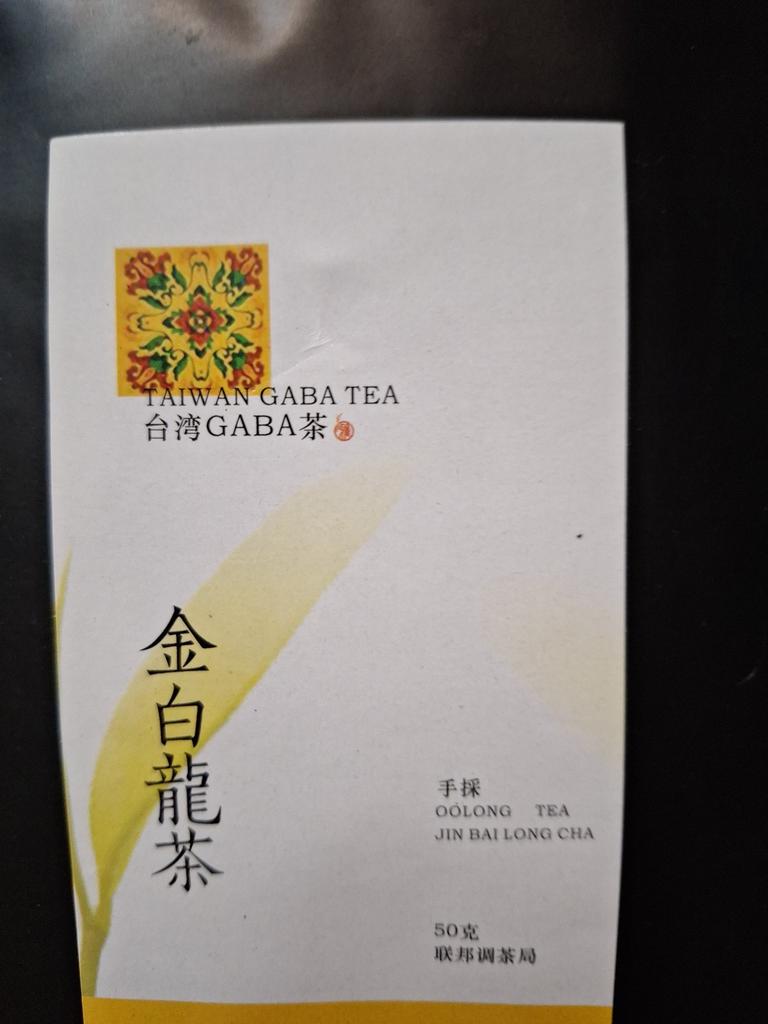 TAIWAN GABA TEA
台湾GABA茶
金白龍茶
手採
OÓLONG TEA
JIN BAI LONG CHA
50克
联邦调茶局